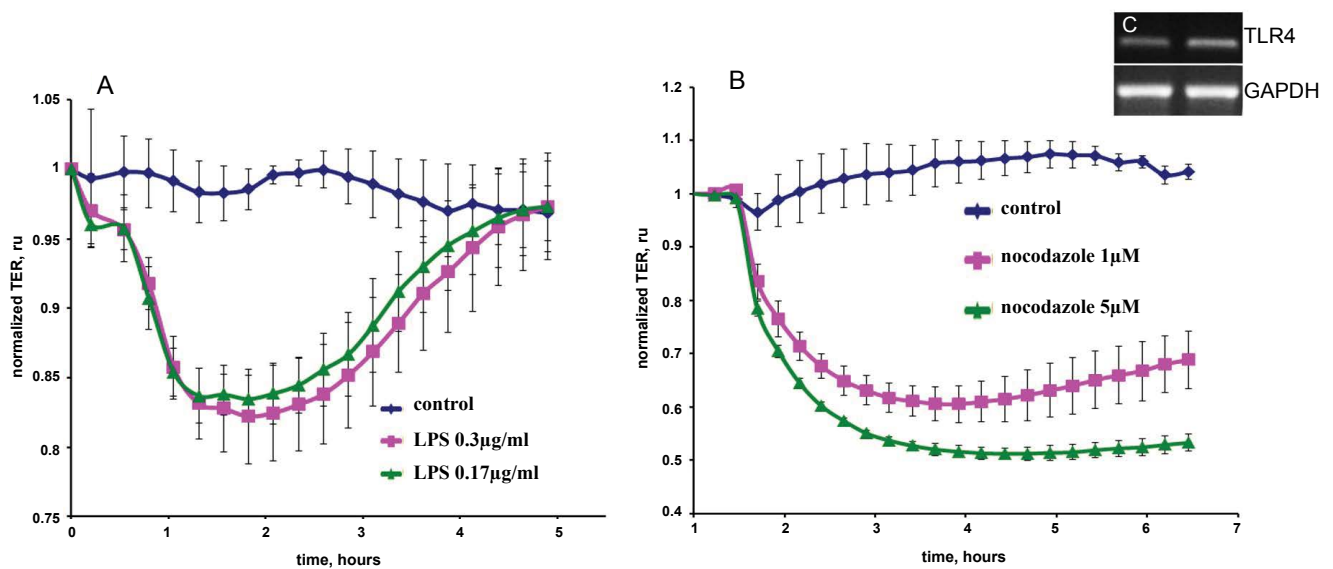 C
TLR4
GAPDH
A
1.05
1
0.95
0.9
0.85
0.8
0.75
normalized TER, ru
0 1 2 3 4 5
time, hours
control
LPS 0.3µg/ml
LPS 0.17µg/ml
B
1.2
1.1
1
0.9
0.8
0.7
0.6
0.5
0.4
normalized TER, ru
1 2 3 4 5 6 7
time, hours
control
nocodazole 1µM
nocodazole 5µM